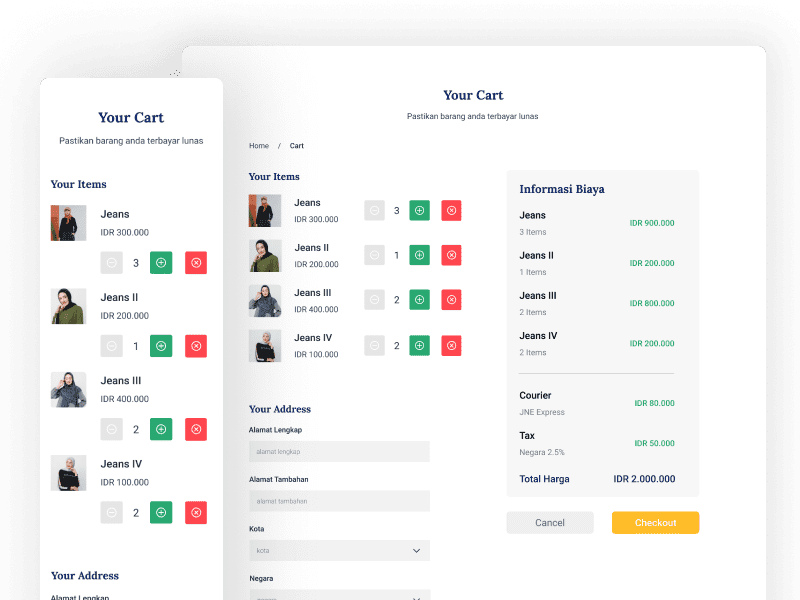 Your Cart
Pastikan barang anda terbayar lunas
Your Items
Jeans
IDR 300.000
3
Jeans II
IDR 200.000
1
Jeans III
IDR 400.000
2
Jeans IV
IDR 100.000
2
Your Address
Alamat Lengkap
Your Cart
Pastikan barang anda terbayar lunas
Home / Cart
Your Items
Jeans
IDR 300.000
3
Jeans II
IDR 200.000
1
Jeans III
IDR 400.000
2
Jeans IV
IDR 100.000
2
Your Address
Alamat Lengkap
alamat lengkap
Alamat Tambahan
alamat tambahan
Kota
kota
Negara
Informasi Biaya
Jeans
3 Items
IDR 900.000
Jeans II
1 Items
IDR 200.000
Jeans III
2 Items
IDR 800.000
Jeans IV
2 Items
IDR 200.000
Courier
JNE Express
IDR 80.000
Tax
Negara 2.5%
IDR 50.000
Total Harga
IDR 2.000.000
Cancel
Checkout